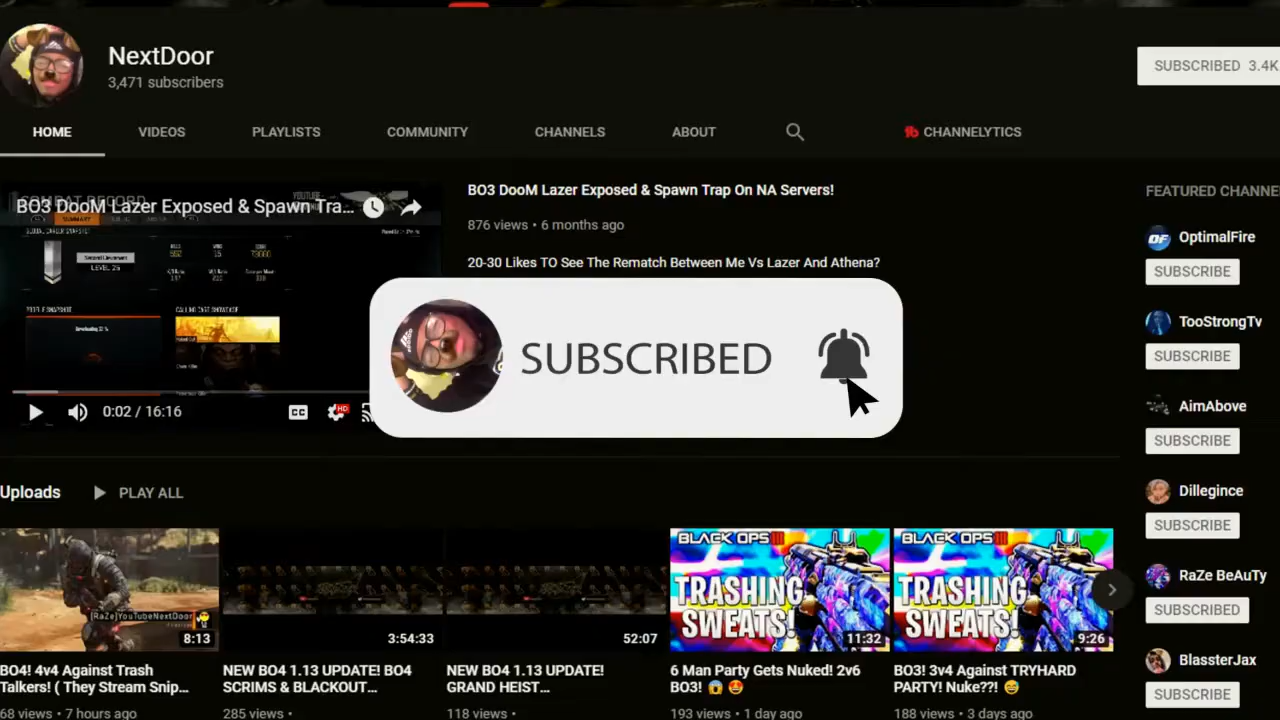 NextDoor
3,471 subscribers
SUBSCRIBED 3.4K
HOME
VIDEOS
PLAYLISTS
COMMUNITY
CHANNELS
ABOUT
CHANNELYTICS
BO3 DooM Lazer Exposed & Spawn Tra...
0:02 / 16:16
CC
HD
BO3 DooM Lazer Exposed & Spawn Trap On NA Servers!
876 views • 6 months ago
20-30 Likes TO See The Rematch Between Me Vs Lazer And Athena?
SUBSCRIBED
FEATURED CHANNE
OptimalFire
SUBSCRIBE
TooStrongTv
SUBSCRIBE
AimAbove
SUBSCRIBE
Dillegince
SUBSCRIBE
RaZe BeAuTy
SUBSCRIBED
BlassterJax
SUBSCRIBE
Uploads
PLAY ALL
[RaZe]YouTubeNextDoor
8:13
BO4! 4v4 Against Trash
Talkers! ( They Stream Snip...
68 views • 7 hours ago
3:54:33
NEW BO4 1.13 UPDATE! BO4
SCRIMS & BLACKOUT...
285 views •
52:07
NEW BO4 1.13 UPDATE!
GRAND HEIST...
118 views •
BLACK OPS III
TRASHING
SWEATS!
11:32
6 Man Party Gets Nuked! 2v6
BO3! 😱 🤩
193 views • 1 day ago
BLACK OPS III
TRASHING
SWEATS!
9:26
BO3! 3v4 Against TRYHARD
PARTY! Nuke??! 😅
188 views • 3 days ago